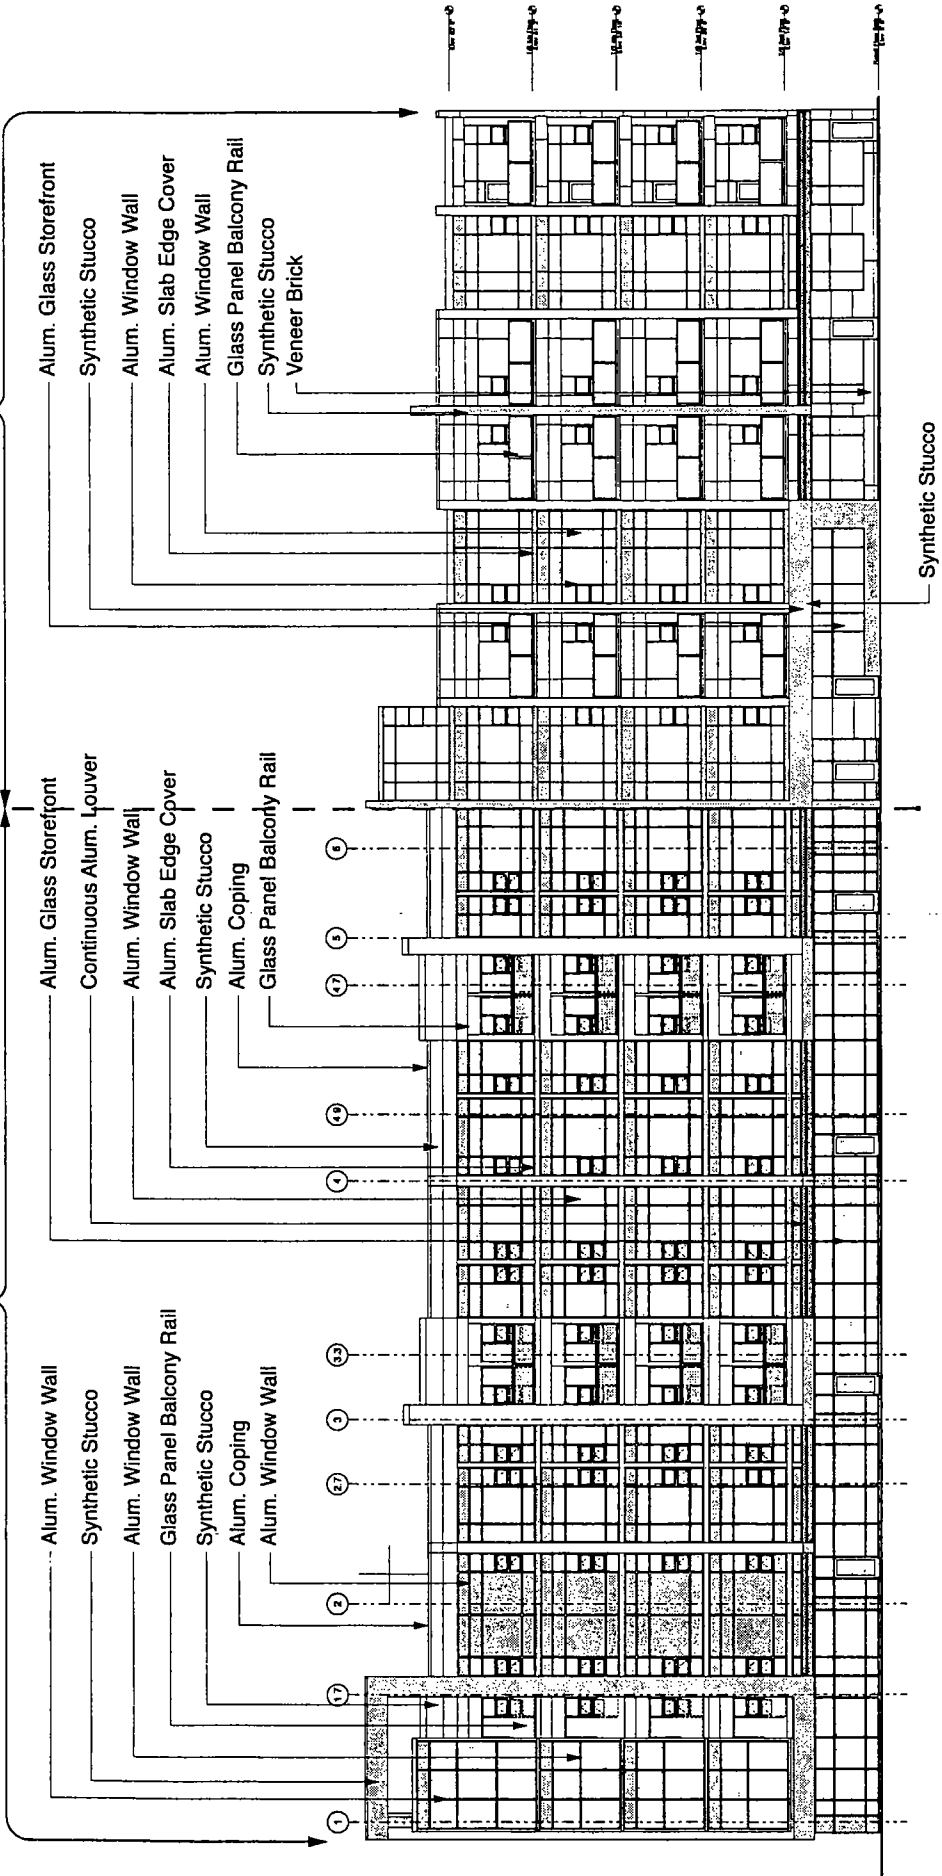 Alum. Window Wall
Synthetic Stucco
Alum. Window Wall
Glass Panel Balcony Rail
Synthetic Stucco
Alum. Coping
Alum. Window Wall
Alum. Glass Storefront
Continuous Alum. Louver
Alum. Window Wall
Alum. Slab Edge Cover
Synthetic Stucco
Alum. Coping
Glass Panel Balcony Rail
Alum. Glass Storefront
Synthetic Stucco
Alum. Window Wall
Alum. Slab Edge Cover
Alum. Window Wall
Glass Panel Balcony Rail
Synthetic Stucco
Veneer Brick
1
17
2
27
3
33
4
49
47
5
6
Synthetic Stucco